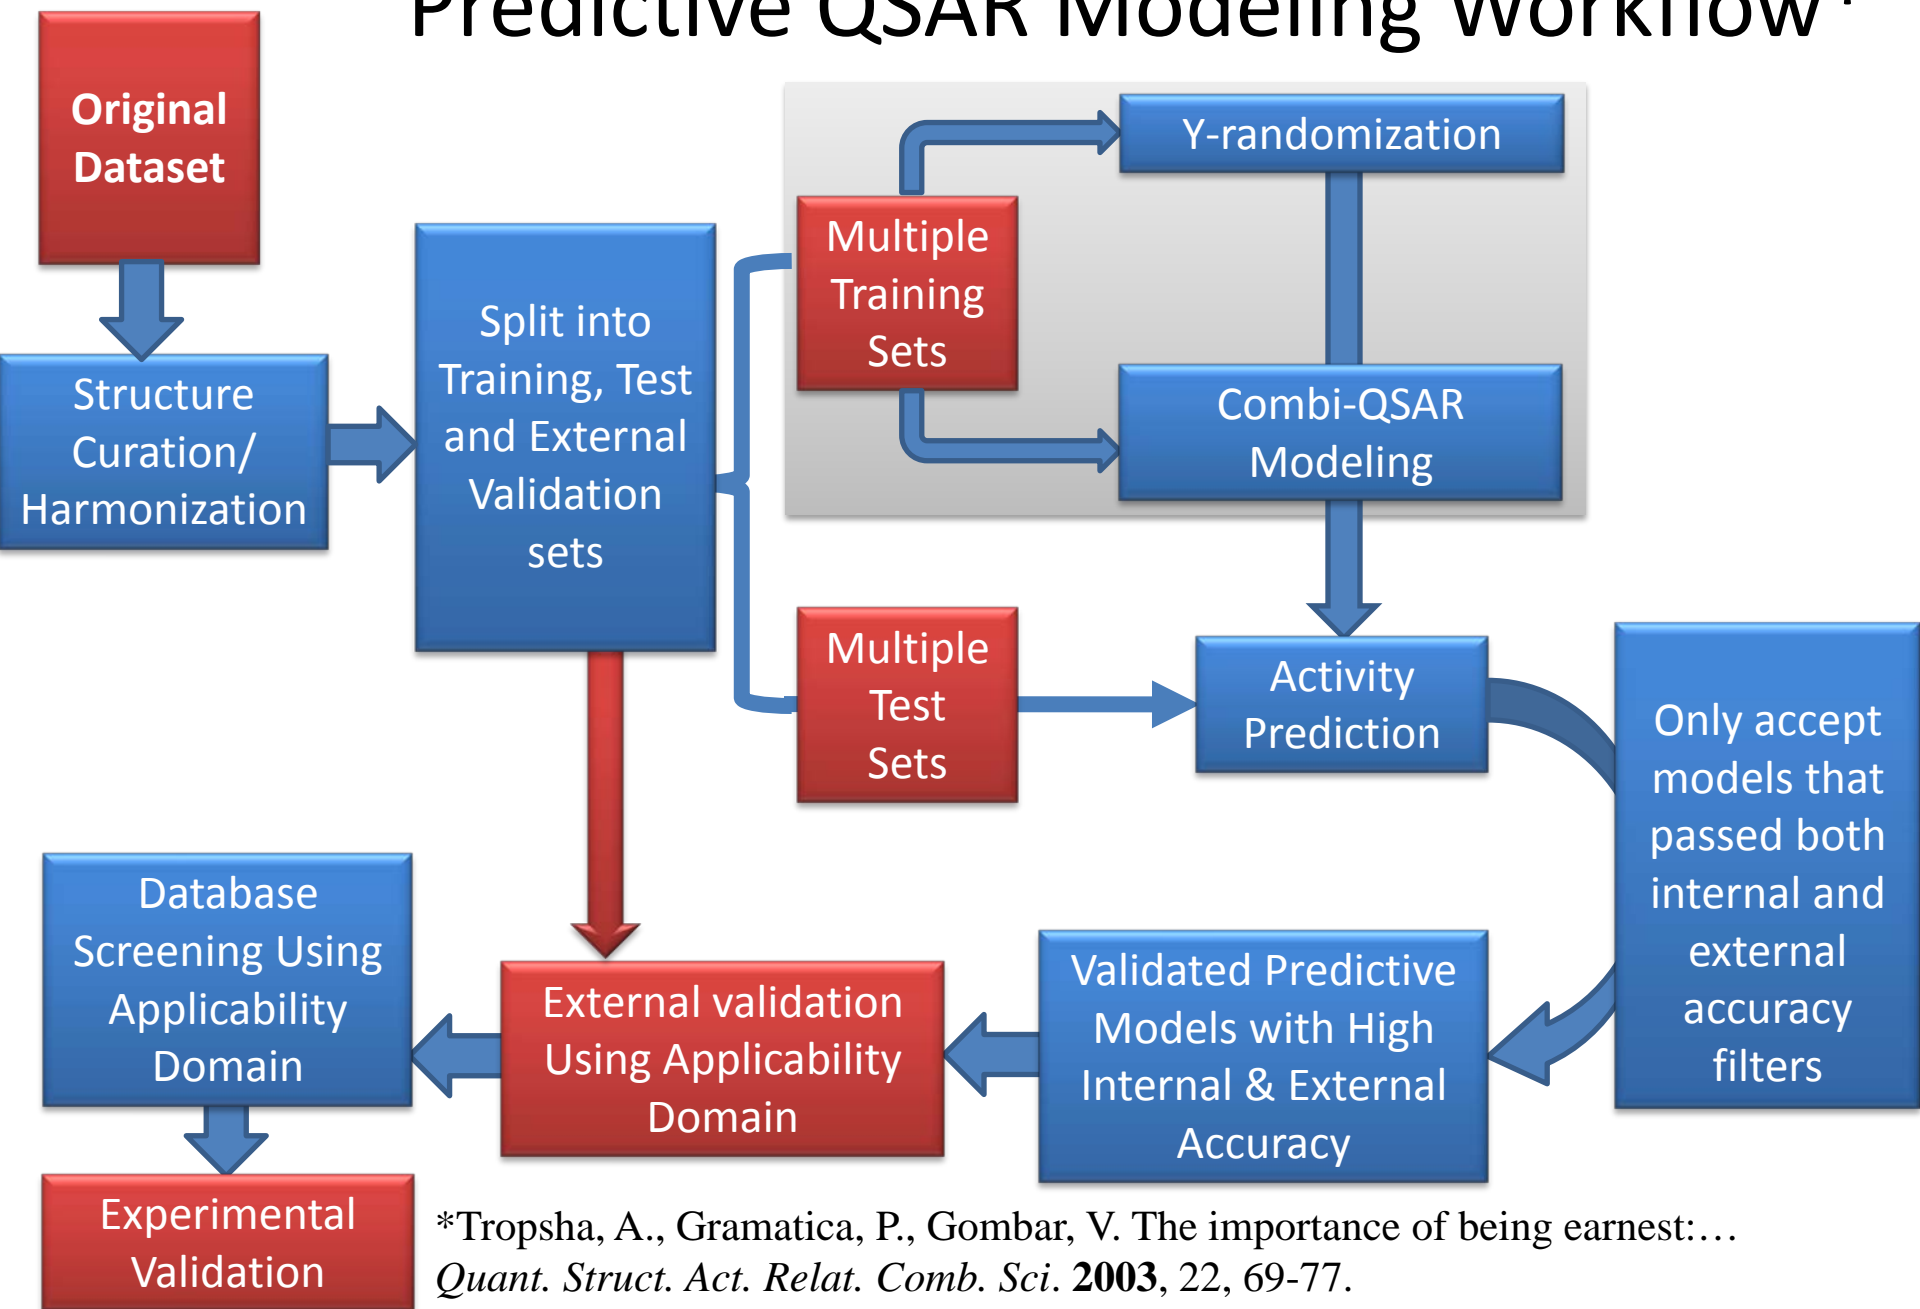 Predictive QSAR Modeling Workflow*
Original
Dataset
Structure
Curation/
Harmonization
Split into
Training, Test
and External
Validation
sets
Multiple
Training
Sets
Y-randomization
Combi-QSAR
Modeling
Multiple
Test
Sets
Activity
Prediction
Only accept
models that
passed both
internal and
external
accuracy
filters
Validated Predictive
Models with High
Internal & External
Accuracy
External validation
Using Applicability
Domain
Database
Screening Using
Applicability
Domain
Experimental
Validation
*Tropsha, A., Gramatica, P., Gombar, V. The importance of being earnest:…
Quant. Struct. Act. Relat. Comb. Sci. 2003, 22, 69-77.